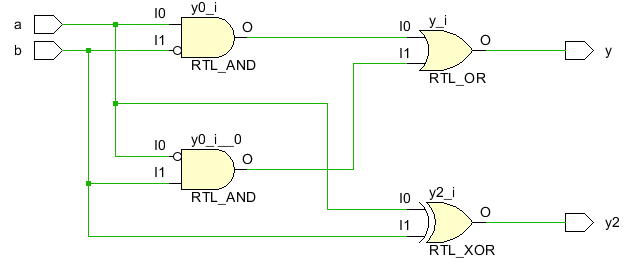 y0_i
a I0
O I0 y_i
b I1
RTL_AND I1 O y
RTL_OR
y0_i__0
I0
O
I1
RTL_AND
y2_i
I0
O
I1 y2
RTL_XOR